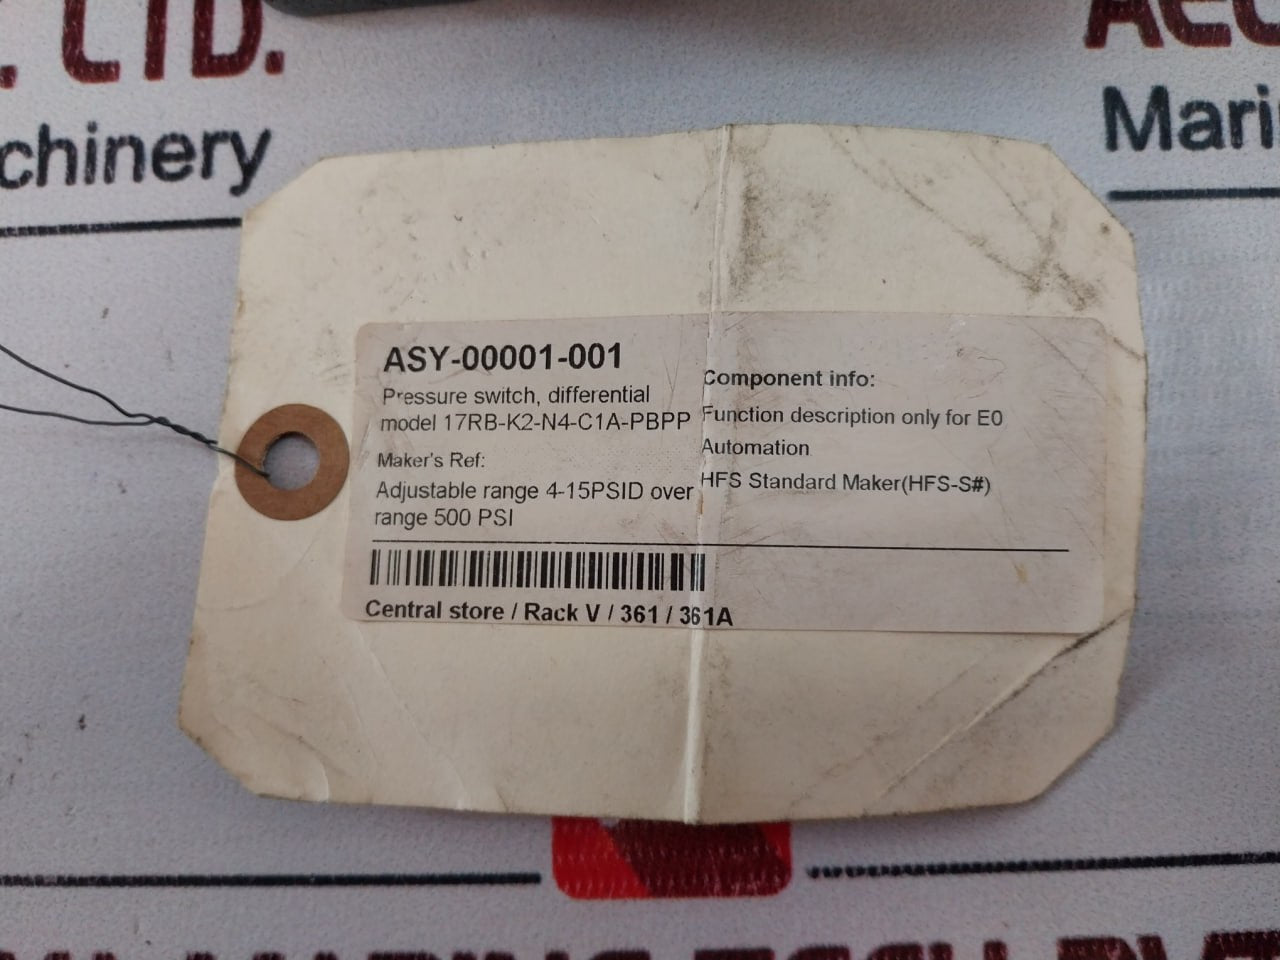 . LTD.
chinery
Mari
ASY-00001-001
Pressure switch, differential
model 17RB-K2-N4-C1A-PBPP
Maker's Ref:
Adjustable range 4-15PSID over
range 500 PSI
Component info:
Function description only for E0
Automation
HFS Standard Maker(HFS-S#)
Central store / Rack V / 361 / 361A